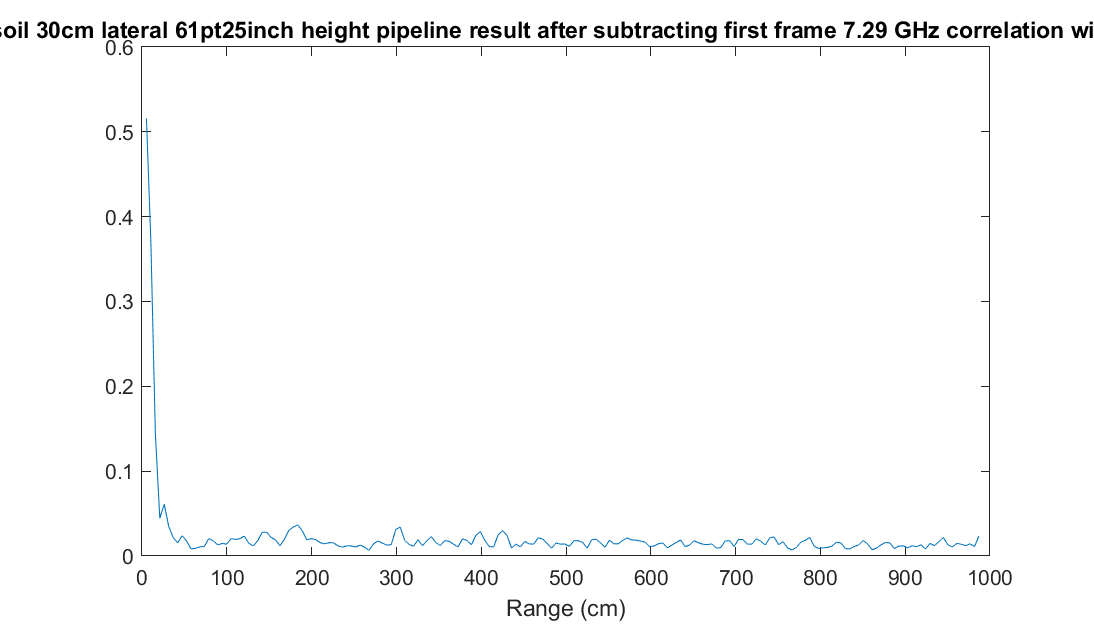 soil 30cm lateral 61pt25inch height pipeline result after subtracting first frame 7.29 GHz correlation wi
0.6
0.5
0.4
0.3
0.2
0.1
0
0 100 200 300 400 500 600 700 800 900 1000
Range (cm)